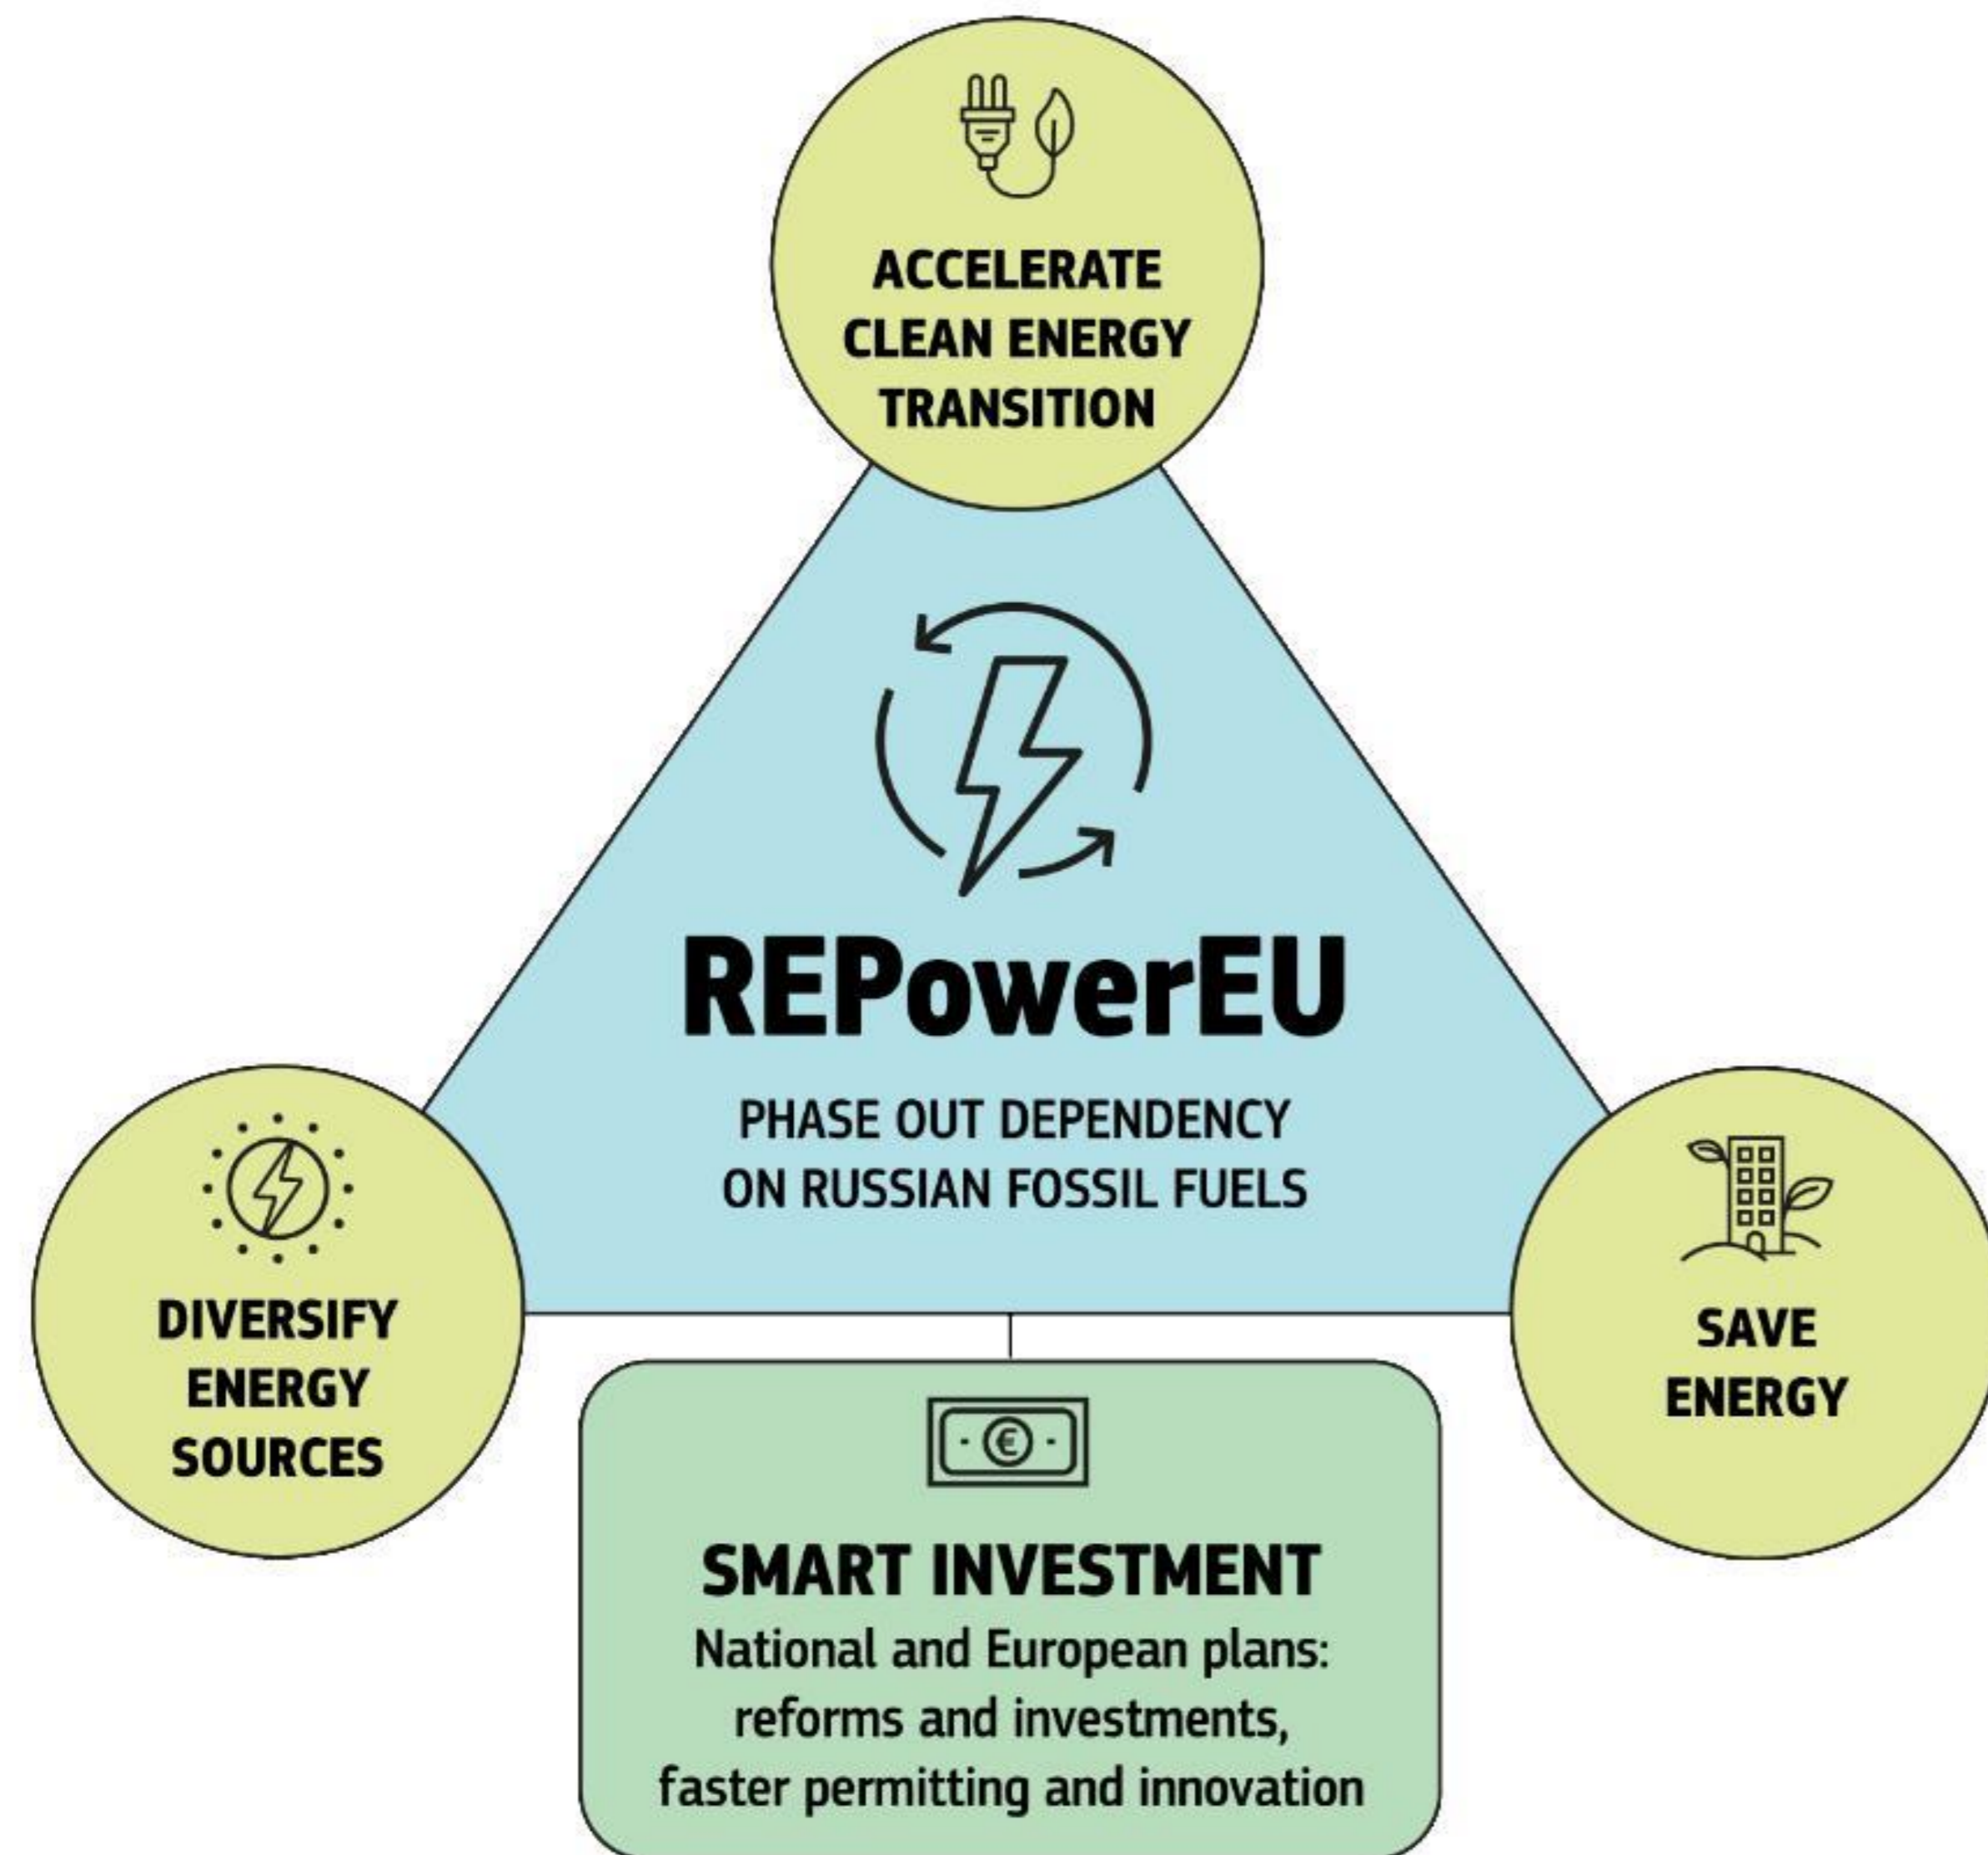 ACCELERATE
CLEAN ENERGY
TRANSITION
REPowerEU
PHASE OUT DEPENDENCY
ON RUSSIAN FOSSIL FUELS
DIVERSIFY
ENERGY
SOURCES
SAVE
ENERGY
€
SMART INVESTMENT
National and European plans:
reforms and investments,
faster permitting and innovation